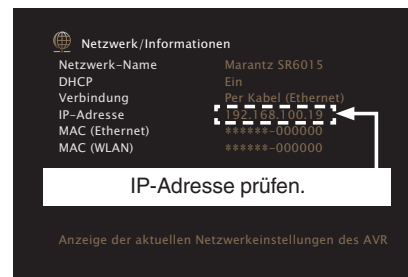 Netzwerk/Informationen
Netzwerk-Name Marantz SR6015
DHCP Ein
Verbindung Per Kabel (Ethernet)
IP-Adresse 192.168.100.19
MAC (Ethernet) ******-000000
MAC (WLAN) ******-000000
IP-Adresse prüfen.
Anzeige der aktuellen Netzwerkeinstellungen des AVR